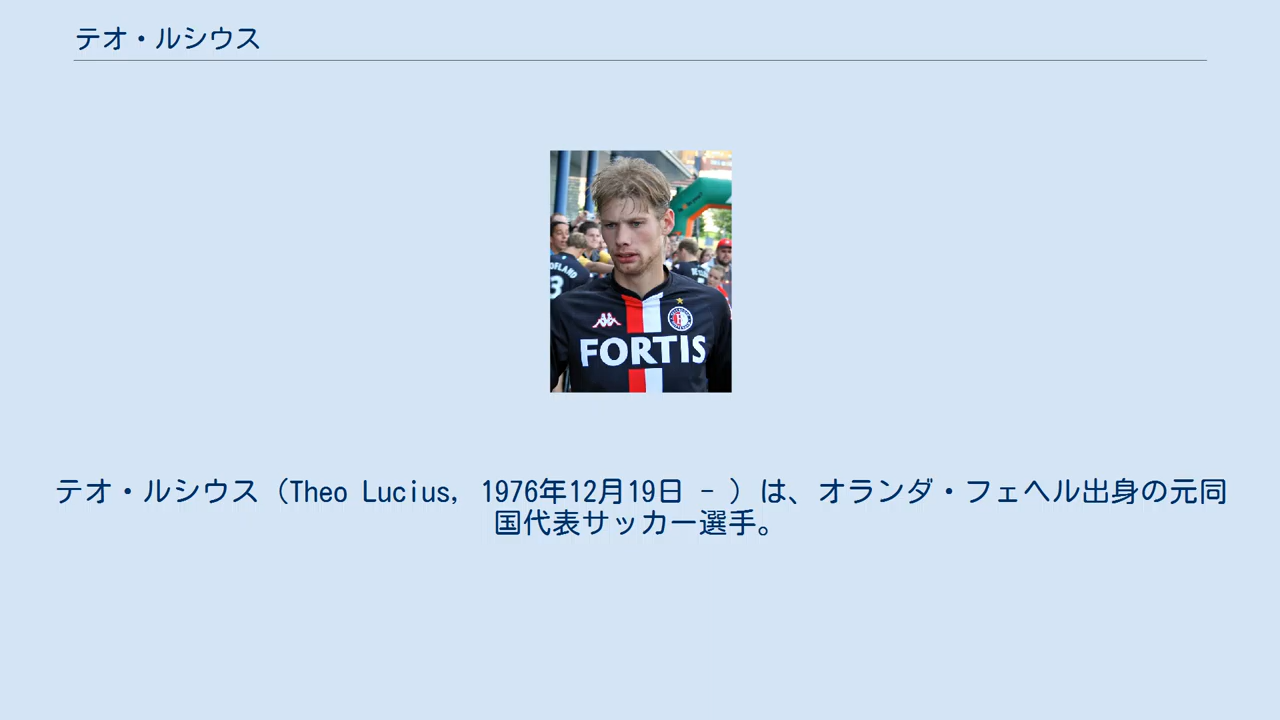 テオ・ルシウス
OFLAND
3
FORTIS
テオ・ルシウス（Theo Lucius, 1976年12月19日 - ）は、オランダ・フェヘル出身の元同
国代表サッカー選手。